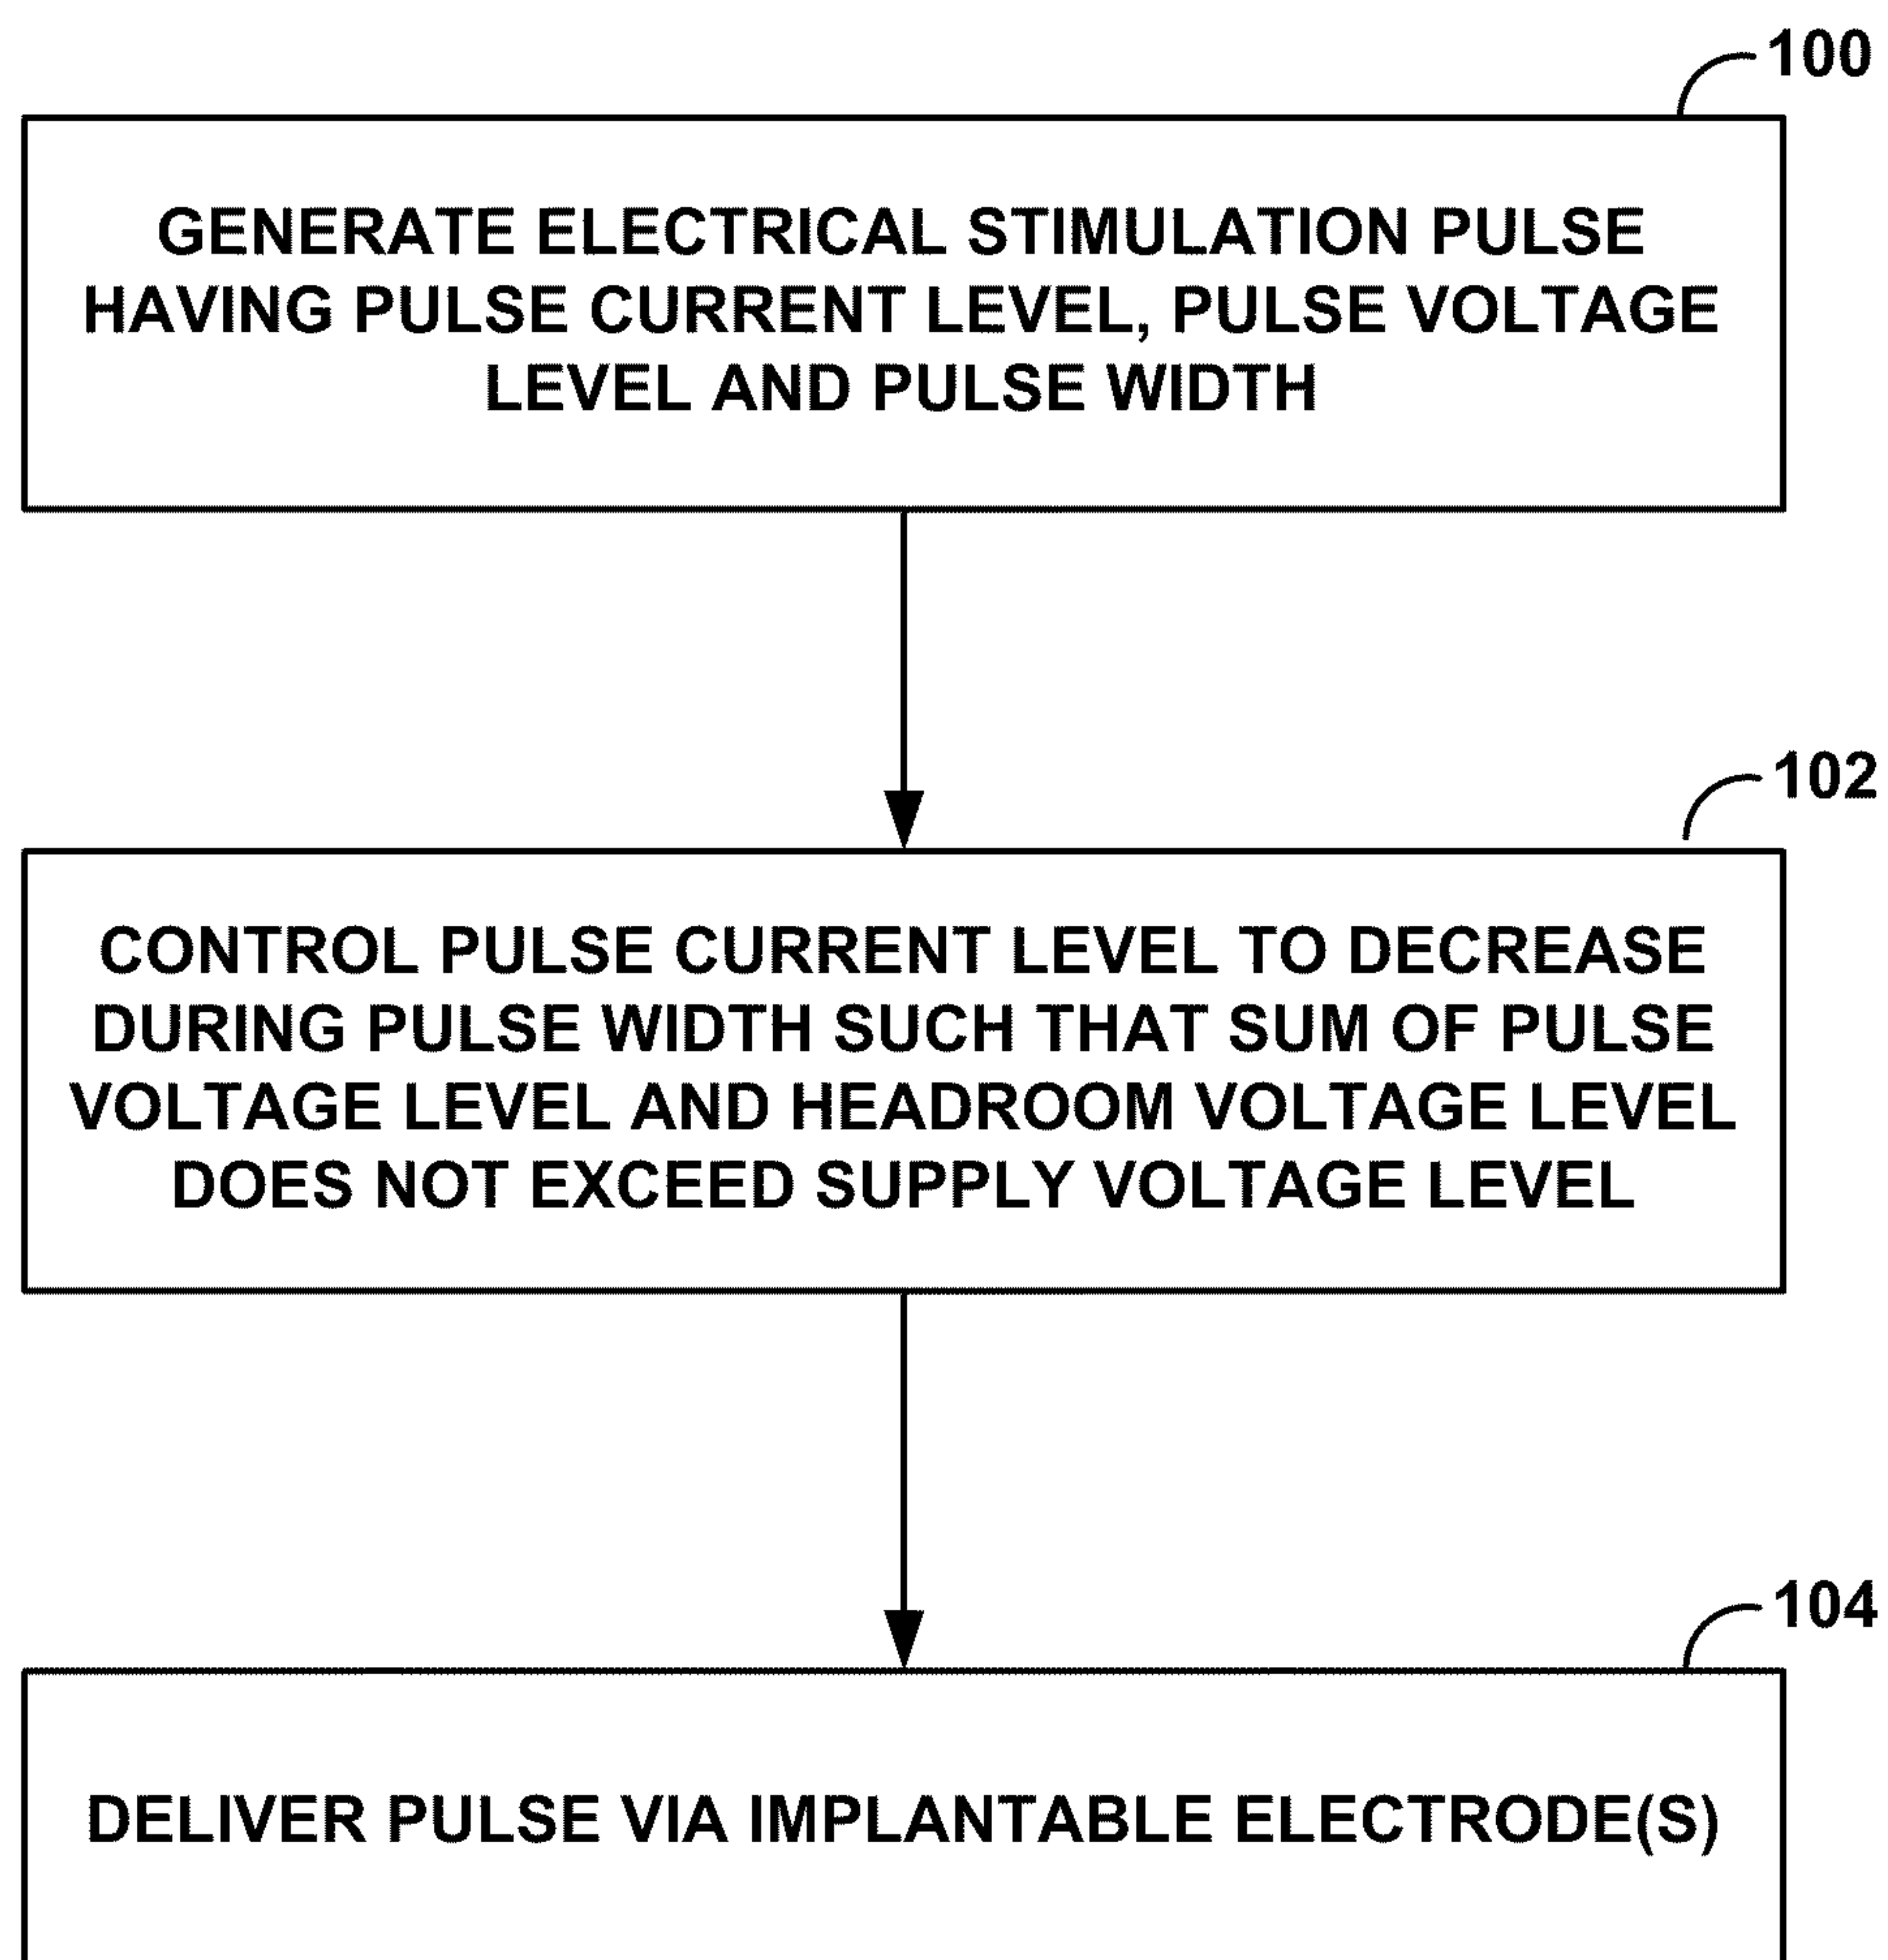 100
GENERATE ELECTRICAL STIMULATION PULSE
HAVING PULSE CURRENT LEVEL, PULSE VOLTAGE
LEVEL AND PULSE WIDTH
102
CONTROL PULSE CURRENT LEVEL TO DECREASE
DURING PULSE WIDTH SUCH THAT SUM OF PULSE
VOLTAGE LEVEL AND HEADROOM VOLTAGE LEVEL
DOES NOT EXCEED SUPPLY VOLTAGE LEVEL
104
DELIVER PULSE VIA IMPLANTABLE ELECTRODE(S)